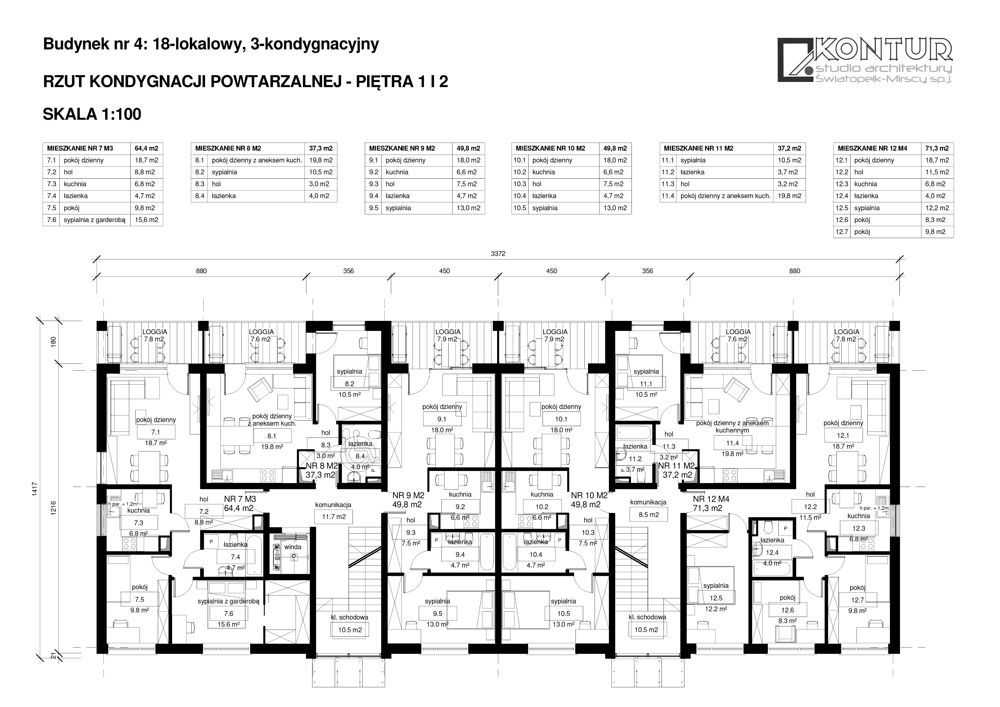 Budynek nr 4: 18-lokalowy, 3-kondygnacyjny
RZUT KONDYGNACJI POWTARZALNEJ - PIĘTRA 1 I 2
SKALA 1:100
KONTUR
studio architektury
Światopełk-Mirscy sp.j.
MIESZKANIE NR 7 M3 64,4 m2
7.1 pokój dzienny 18,7 m2
7.2 hol 8,8 m2
7.3 kuchnia 6,8 m2
7.4 łazienka 4,7 m2
7.5 pokój 9,8 m2
7.6 sypialnia z garderobą 15,6 m2
MIESZKANIE NR 8 M2 37,3 m2
8.1 pokój dzienny z aneksem kuch. 19,8 m2
8.2 sypialnia 10,5 m2
8.3 hol 3,0 m2
8.4 łazienka 4,0 m2
MIESZKANIE NR 9 M2 49,8 m2
9.1 pokój dzienny 18,0 m2
9.2 kuchnia 6,6 m2
9.3 hol 7,5 m2
9.4 łazienka 4,7 m2
9.5 sypialnia 13,0 m2
MIESZKANIE NR 10 M2 49,8 m2
10.1 pokój dzienny 18,0 m2
10.2 kuchnia 6,6 m2
10.3 hol 7,5 m2
10.4 łazienka 4,7 m2
10.5 sypialnia 13,0 m2
MIESZKANIE NR 11 M2 37,2 m2
11.1 sypialnia 10,5 m2
11.2 łazienka 3,7 m2
11.3 hol 3,2 m2
11.4 pokój dzienny z aneksem kuch. 19,8 m2
MIESZKANIE NR 12 M4 71,3 m2
12.1 pokój dzienny 18,7 m2
12.2 hol 11,5 m2
12.3 kuchnia 6,8 m2
12.4 łazienka 4,0 m2
12.5 sypialnia 12,2 m2
12.6 pokój 8,3 m2
12.7 pokój 9,8 m2
3372
880 356 450 450 356 880
1417
180
1216
21
LOGGIA
7.8 m2
LOGGIA
7.6 m2
LOGGIA
7.9 m2
LOGGIA
7.9 m2
LOGGIA
7.6 m2
LOGGIA
7.8 m2
pokój dzienny
7.1
18.7 m²
pokój dzienny
z aneksem kuch.
8.1
19.8 m²
sypialnia
8.2
10.5 m²
hol
8.3
3.0 m²
łazienka
8.4
4.0 m²
P
NR 8 M2
37,3 m2
pokój dzienny
9.1
18.0 m²
pokój dzienny
10.1
18.0 m²
sypialnia
11.1
10.5 m²
łazienka
11.2
3.7 m²
P
hol
11.3
3.2 m²
NR 11 M2
37,2 m2
pokój dzienny z aneksem
kuchennym
11.4
19.8 m²
pokój dzienny
12.1
18.7 m²
h par. = 1,2m
kuchnia
7.3
6.8 m²
hol
7.2
8.8 m²
NR 7 M3
64,4 m2
komunikacja
11.7 m2
NR 9 M2
49,8 m2
kuchnia
9.2
6.6 m²
kuchnia
10.2
6.6 m²
NR 10 M2
49,8 m2
komunikacja
8.5 m2
NR 12 M4
71,3 m2
hol
12.2
11.5 m²
h par. = 1,2m
kuchnia
12.3
6.8 m²
P
łazienka
7.4
4.7 m²
winda
hol
9.3
7.5 m²
P
łazienka
9.4
4.7 m²
łazienka
10.4
4.7 m²
P
hol
10.3
7.5 m²
P
łazienka
12.4
4.0 m²
pokój
7.5
9.8 m²
sypialnia z garderobą
7.6
15.6 m²
kl. schodowa
10.5 m2
sypialnia
9.5
13.0 m²
sypialnia
10.5
13.0 m²
kl. schodowa
10.5 m2
sypialnia
12.5
12.2 m²
pokój
12.6
8.3 m²
pokój
12.7
9.8 m²